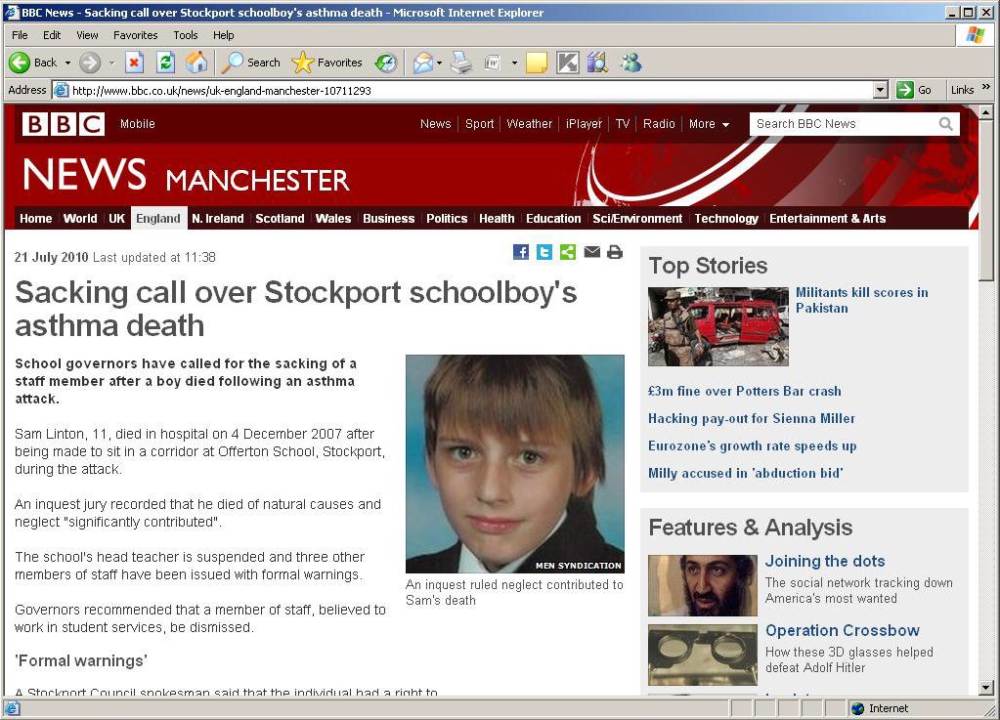 BBC News - Sacking call over Stockport schoolboy's asthma death - Microsoft Internet Explorer
File Edit View Favorites Tools Help
Back Search Favorites
Address http://www.bbc.co.uk/news/uk-england-manchester-10711293 Go Links »
BBC Mobile News Sport Weather iPlayer TV Radio More Search BBC News
NEWS MANCHESTER
Home World UK England N. Ireland Scotland Wales Business Politics Health Education Sci/Environment Technology Entertainment & Arts
21 July 2010 Last updated at 11:38
Sacking call over Stockport schoolboy's
asthma death
School governors have called for the sacking of a
staff member after a boy died following an asthma
attack.
Sam Linton, 11, died in hospital on 4 December 2007 after
being made to sit in a corridor at Offerton School, Stockport,
during the attack.
An inquest jury recorded that he died of natural causes and
neglect "significantly contributed".
The school's head teacher is suspended and three other
members of staff have been issued with formal warnings.
Governors recommended that a member of staff, believed to
work in student services, be dismissed.
'Formal warnings'
A Stockport Council spokesman said that the individual had a right to
MEN SYNDICATION
An inquest ruled neglect contributed to
Sam's death
Top Stories
Militants kill scores in
Pakistan
£3m fine over Potters Bar crash
Hacking pay-out for Sienna Miller
Eurozone's growth rate speeds up
Milly accused in 'abduction bid'
Features & Analysis
Joining the dots
The social network tracking down
America's most wanted
Operation Crossbow
How these 3D glasses helped
defeat Adolf Hitler
Internet